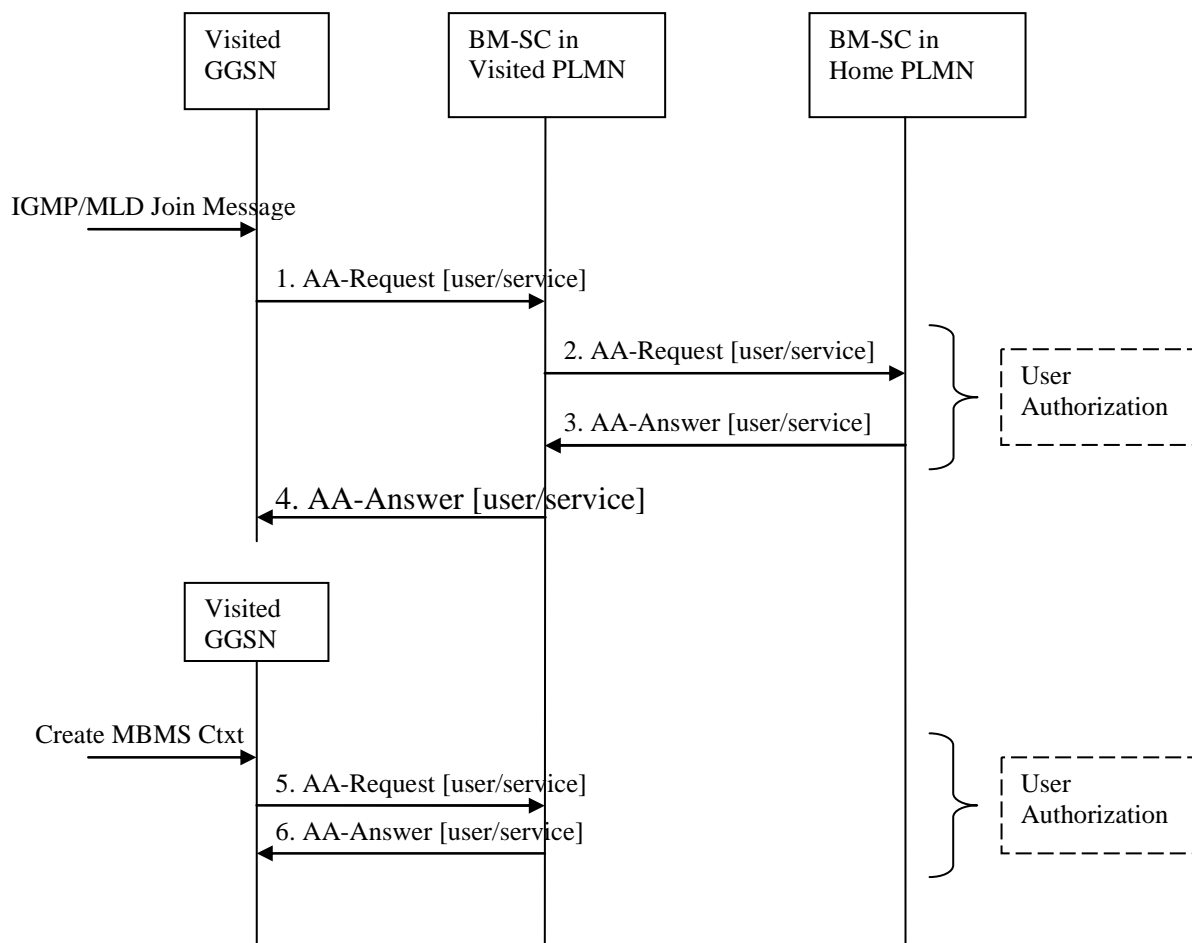 Visited
GGSN
BM-SC in
Visited PLMN
BM-SC in
Home PLMN
IGMP/MLD Join Message
1. AA-Request [user/service]
2. AA-Request [user/service]
User
Authorization
3. AA-Answer [user/service]
4. AA-Answer [user/service]
Visited
GGSN
Create MBMS Ctxt
5. AA-Request [user/service]
User
Authorization
6. AA-Answer [user/service]